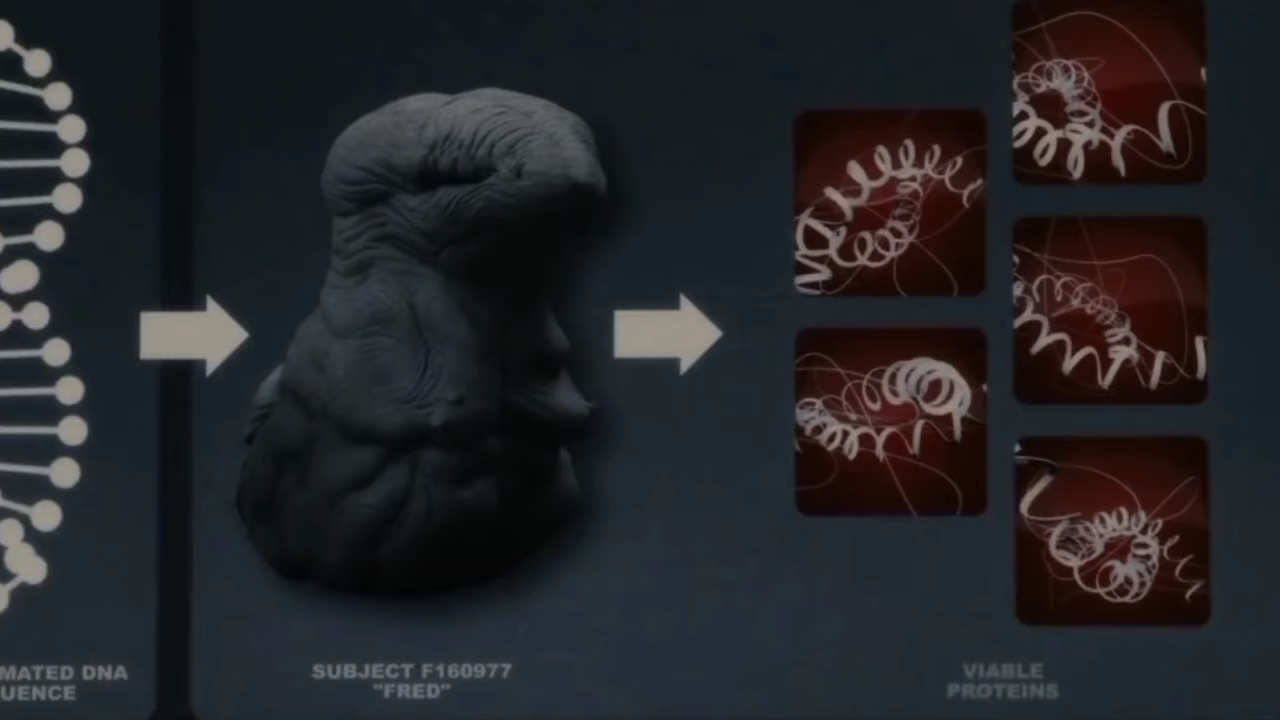 MATED DNA
UENCE
SUBJECT F160977
"FRED"
VIABLE
PROTEINS